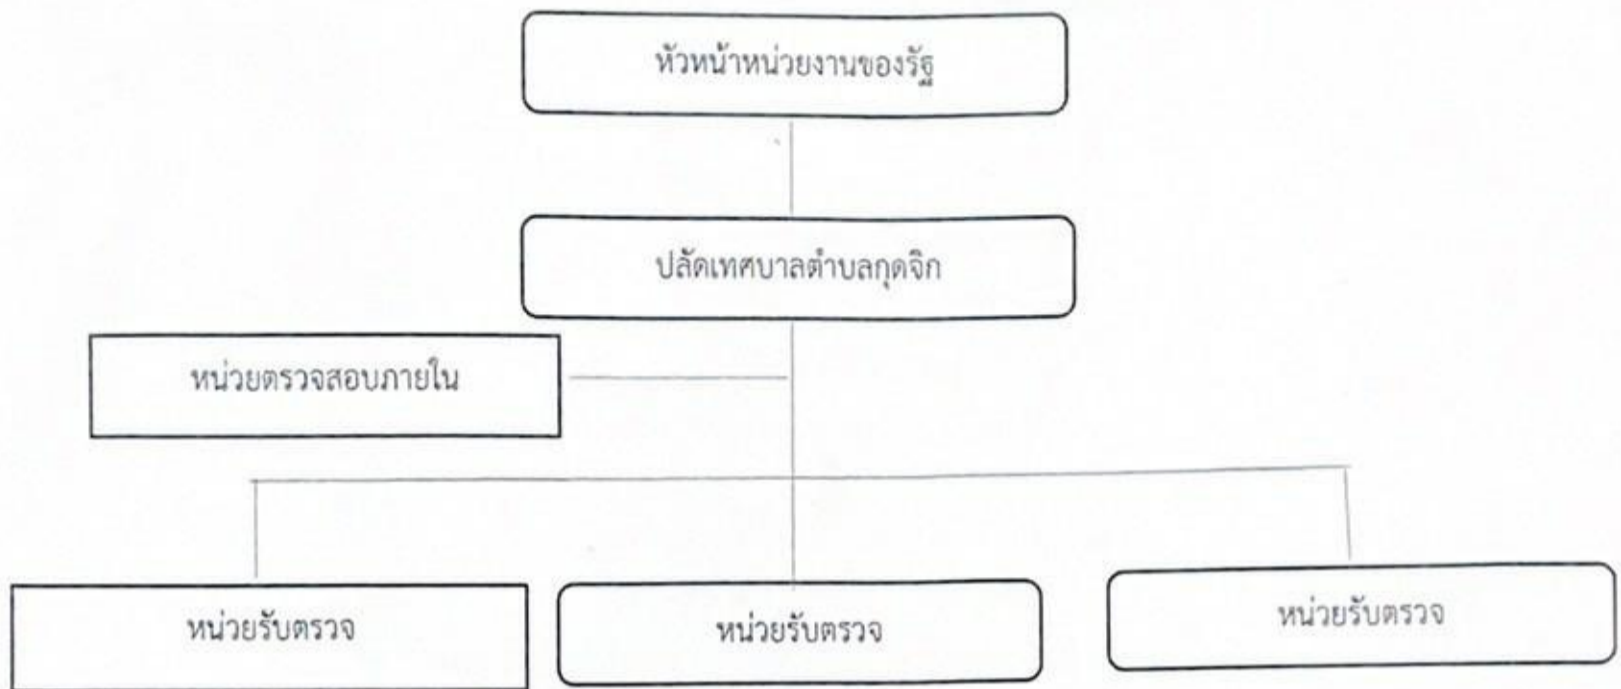 หัวหน้าหน่วยงานของรัฐ
ปลัดเทศบาลตำบลกุดจิก
หน่วยตรวจสอบภายใน
หน่วยรับตรวจ
หน่วยรับตรวจ
หน่วยรับตรวจ